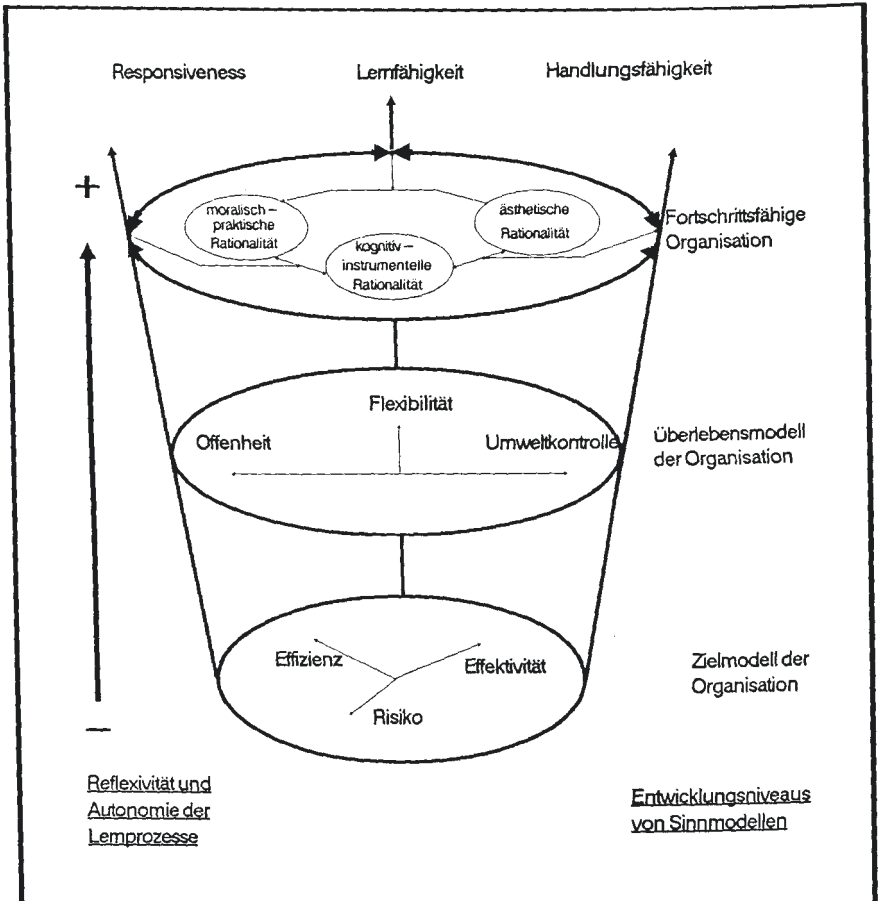 Responsiveness
Lernfähigkeit
Handlungsfähigkeit
+
moralisch –
praktische
Rationalität
ästhetische
Rationalität
kognitiv –
instrumentelle
Rationalität
Fortschrittsfähige
Organisation
Flexibilität
Offenheit
Umweltkontrolle
Überlebensmodell
der Organisation
Effizienz
Effektivität
Risiko
Zielmodell der
Organisation
–
Reflexivität und
Autonomie der
Lernprozesse
Entwicklungsniveaus
von Sinnmodellen